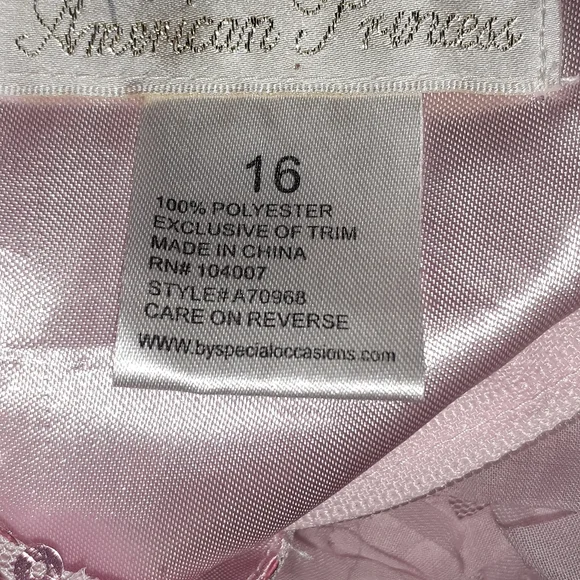 American Princess
16
100% POLYESTER
EXCLUSIVE OF TRIM
MADE IN CHINA
RN# 104007
STYLE# A70968
CARE ON REVERSE
www.byspecialoccasions.com